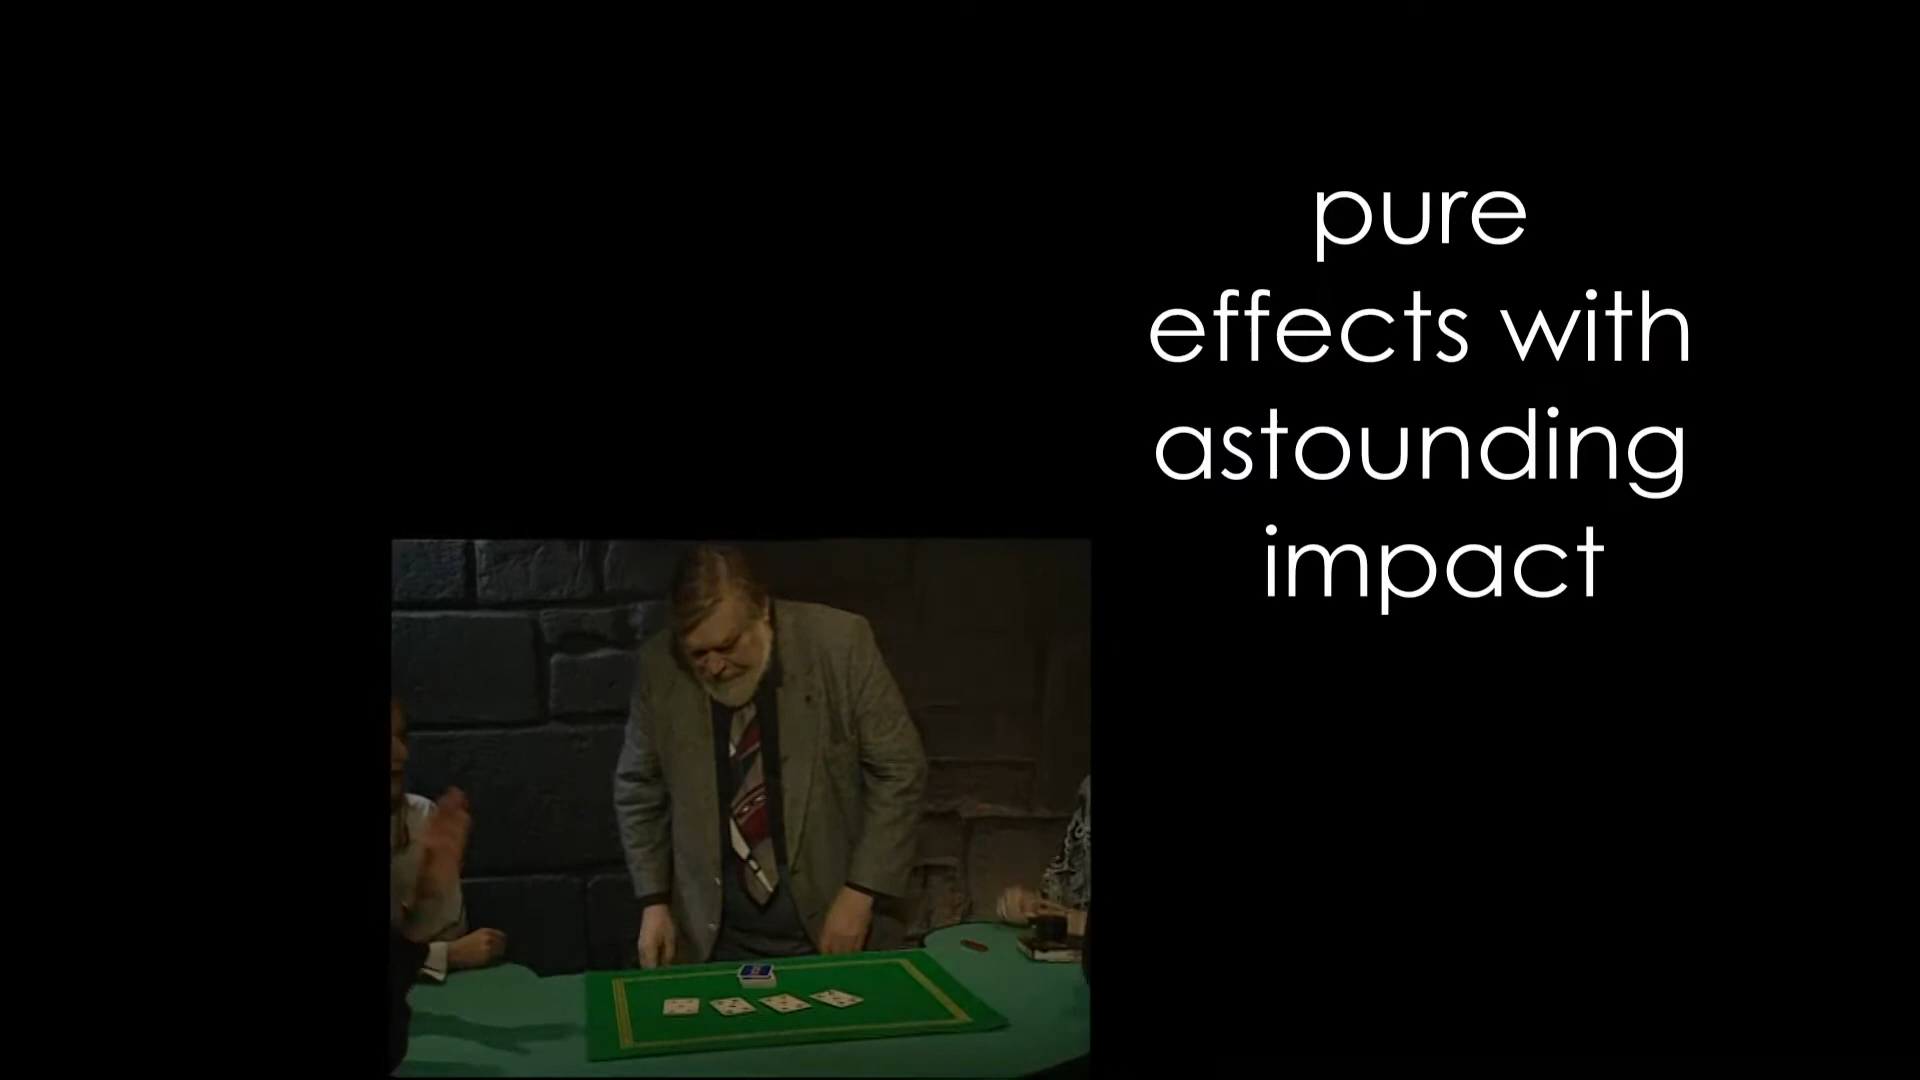 pure
effects with
astounding
impact